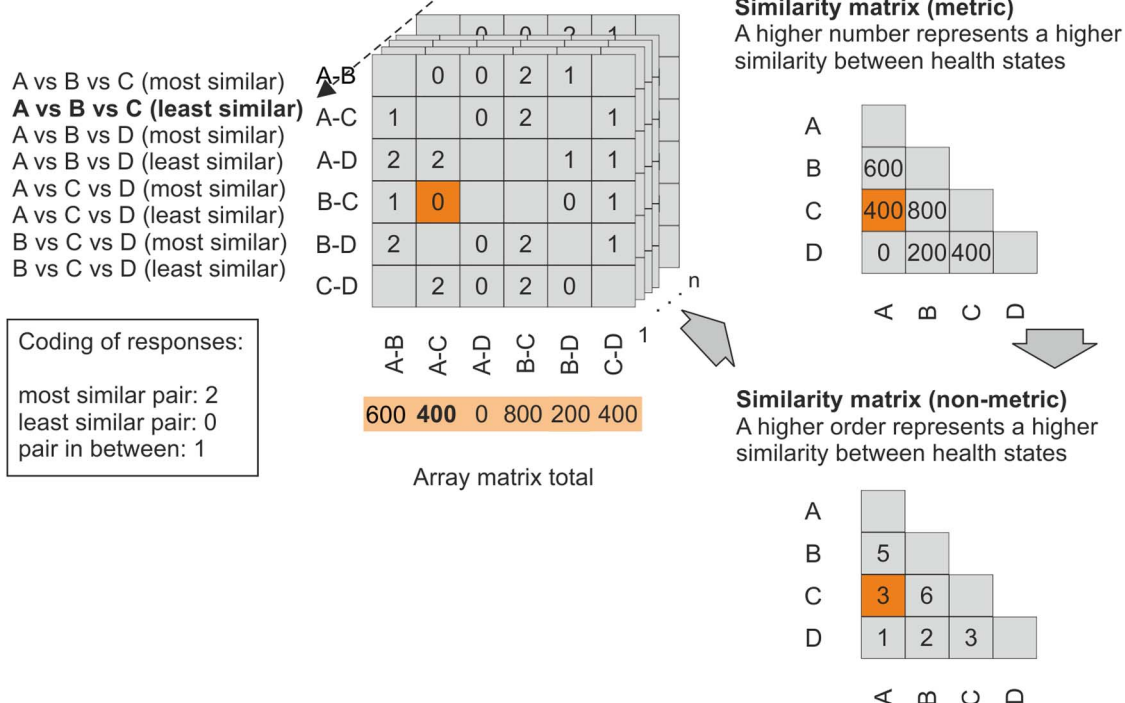 Similarity matrix (metric)
A higher number represents a higher
similarity between health states
A vs B vs C (most similar)
A vs B vs C (least similar)
A vs B vs D (most similar)
A vs B vs D (least similar)
A vs C vs D (most similar)
A vs C vs D (least similar)
B vs C vs D (most similar)
B vs C vs D (least similar)
0 0 2 1
A-B 0 0 2 1
A-C 1 0 2 1
A-D 2 2 1 1
B-C 1 0 0 1
B-D 2 0 2 1
C-D 2 0 2 0
A-B A-C A-D B-C B-D C-D
1 . . . n
600 400 0 800 200 400
Array matrix total
Coding of responses:
most similar pair: 2
least similar pair: 0
pair in between: 1
A
B 600
C 400 800
D 0 200 400
A B C D
Similarity matrix (non-metric)
A higher order represents a higher
similarity between health states
A
B 5
C 3 6
D 1 2 3
A B C D